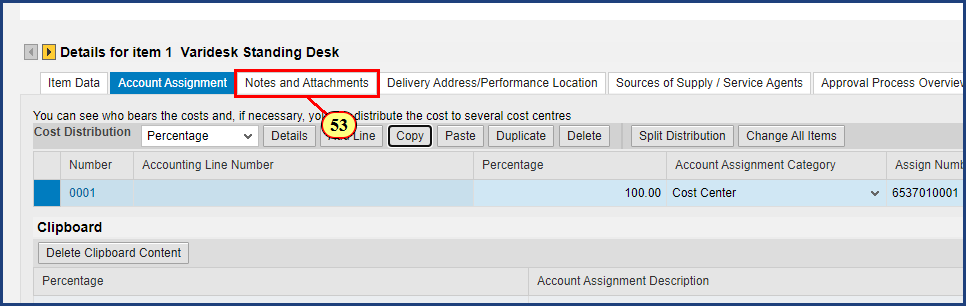 Details for item 1 Varidesk Standing Desk
Item Data Account Assignment Notes and Attachments Delivery Address/Performance Location Sources of Supply / Service Agents Approval Process Overview
You can see who bears the costs and, if necessary, you distribute the cost to several cost centres
53
Cost Distribution Percentage Details Line Copy Paste Duplicate Delete Split Distribution Change All Items
Number Accounting Line Number Percentage Account Assignment Category Assign Numb
0001 100.00 Cost Center 6537010001
Clipboard
Delete Clipboard Content
Percentage Account Assignment Description